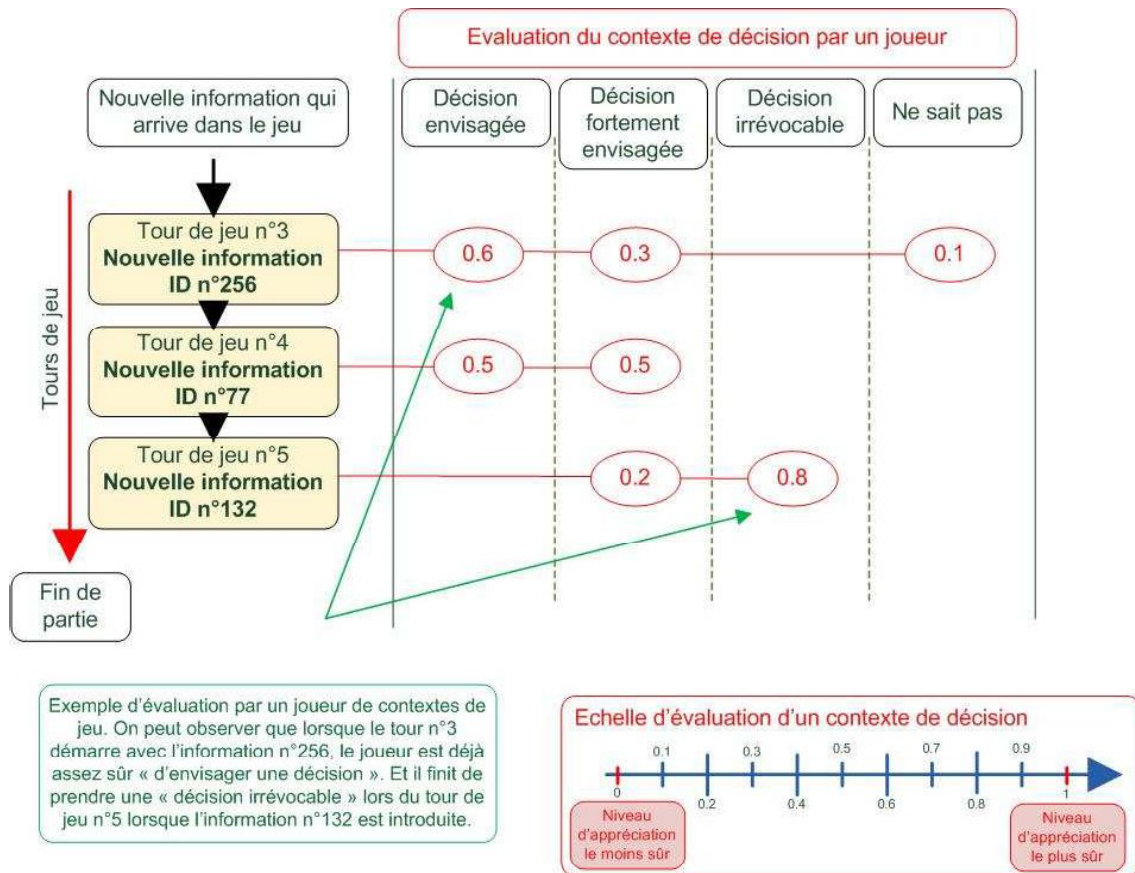 Evaluation du contexte de décision par un joueur
Nouvelle information qui
arrive dans le jeu
Décision
envisagée
Décision
fortement
envisagée
Décision
irrévocable
Ne sait pas
Tours de jeu
Tour de jeu n°3
Nouvelle information
ID n°256
0.6
0.3
0.1
Tour de jeu n°4
Nouvelle information
ID n°77
0.5
0.5
Tour de jeu n°5
Nouvelle information
ID n°132
0.2
0.8
Fin de
partie
Exemple d'évaluation par un joueur de contextes de
jeu. On peut observer que lorsque le tour n°3
démarre avec l'information n°256, le joueur est déjà
assez sûr « d'envisager une décision ». Et il finit de
prendre une « décision irrévocable » lors du tour de
jeu n°5 lorsque l'information n°132 est introduite.
Echelle d'évaluation d'un contexte de décision
0.1
0.3
0.5
0.7
0.9
0
0.2
0.4
0.6
0.8
1
Niveau
d'appréciation
le moins sûr
Niveau
d'appréciation
le plus sûr